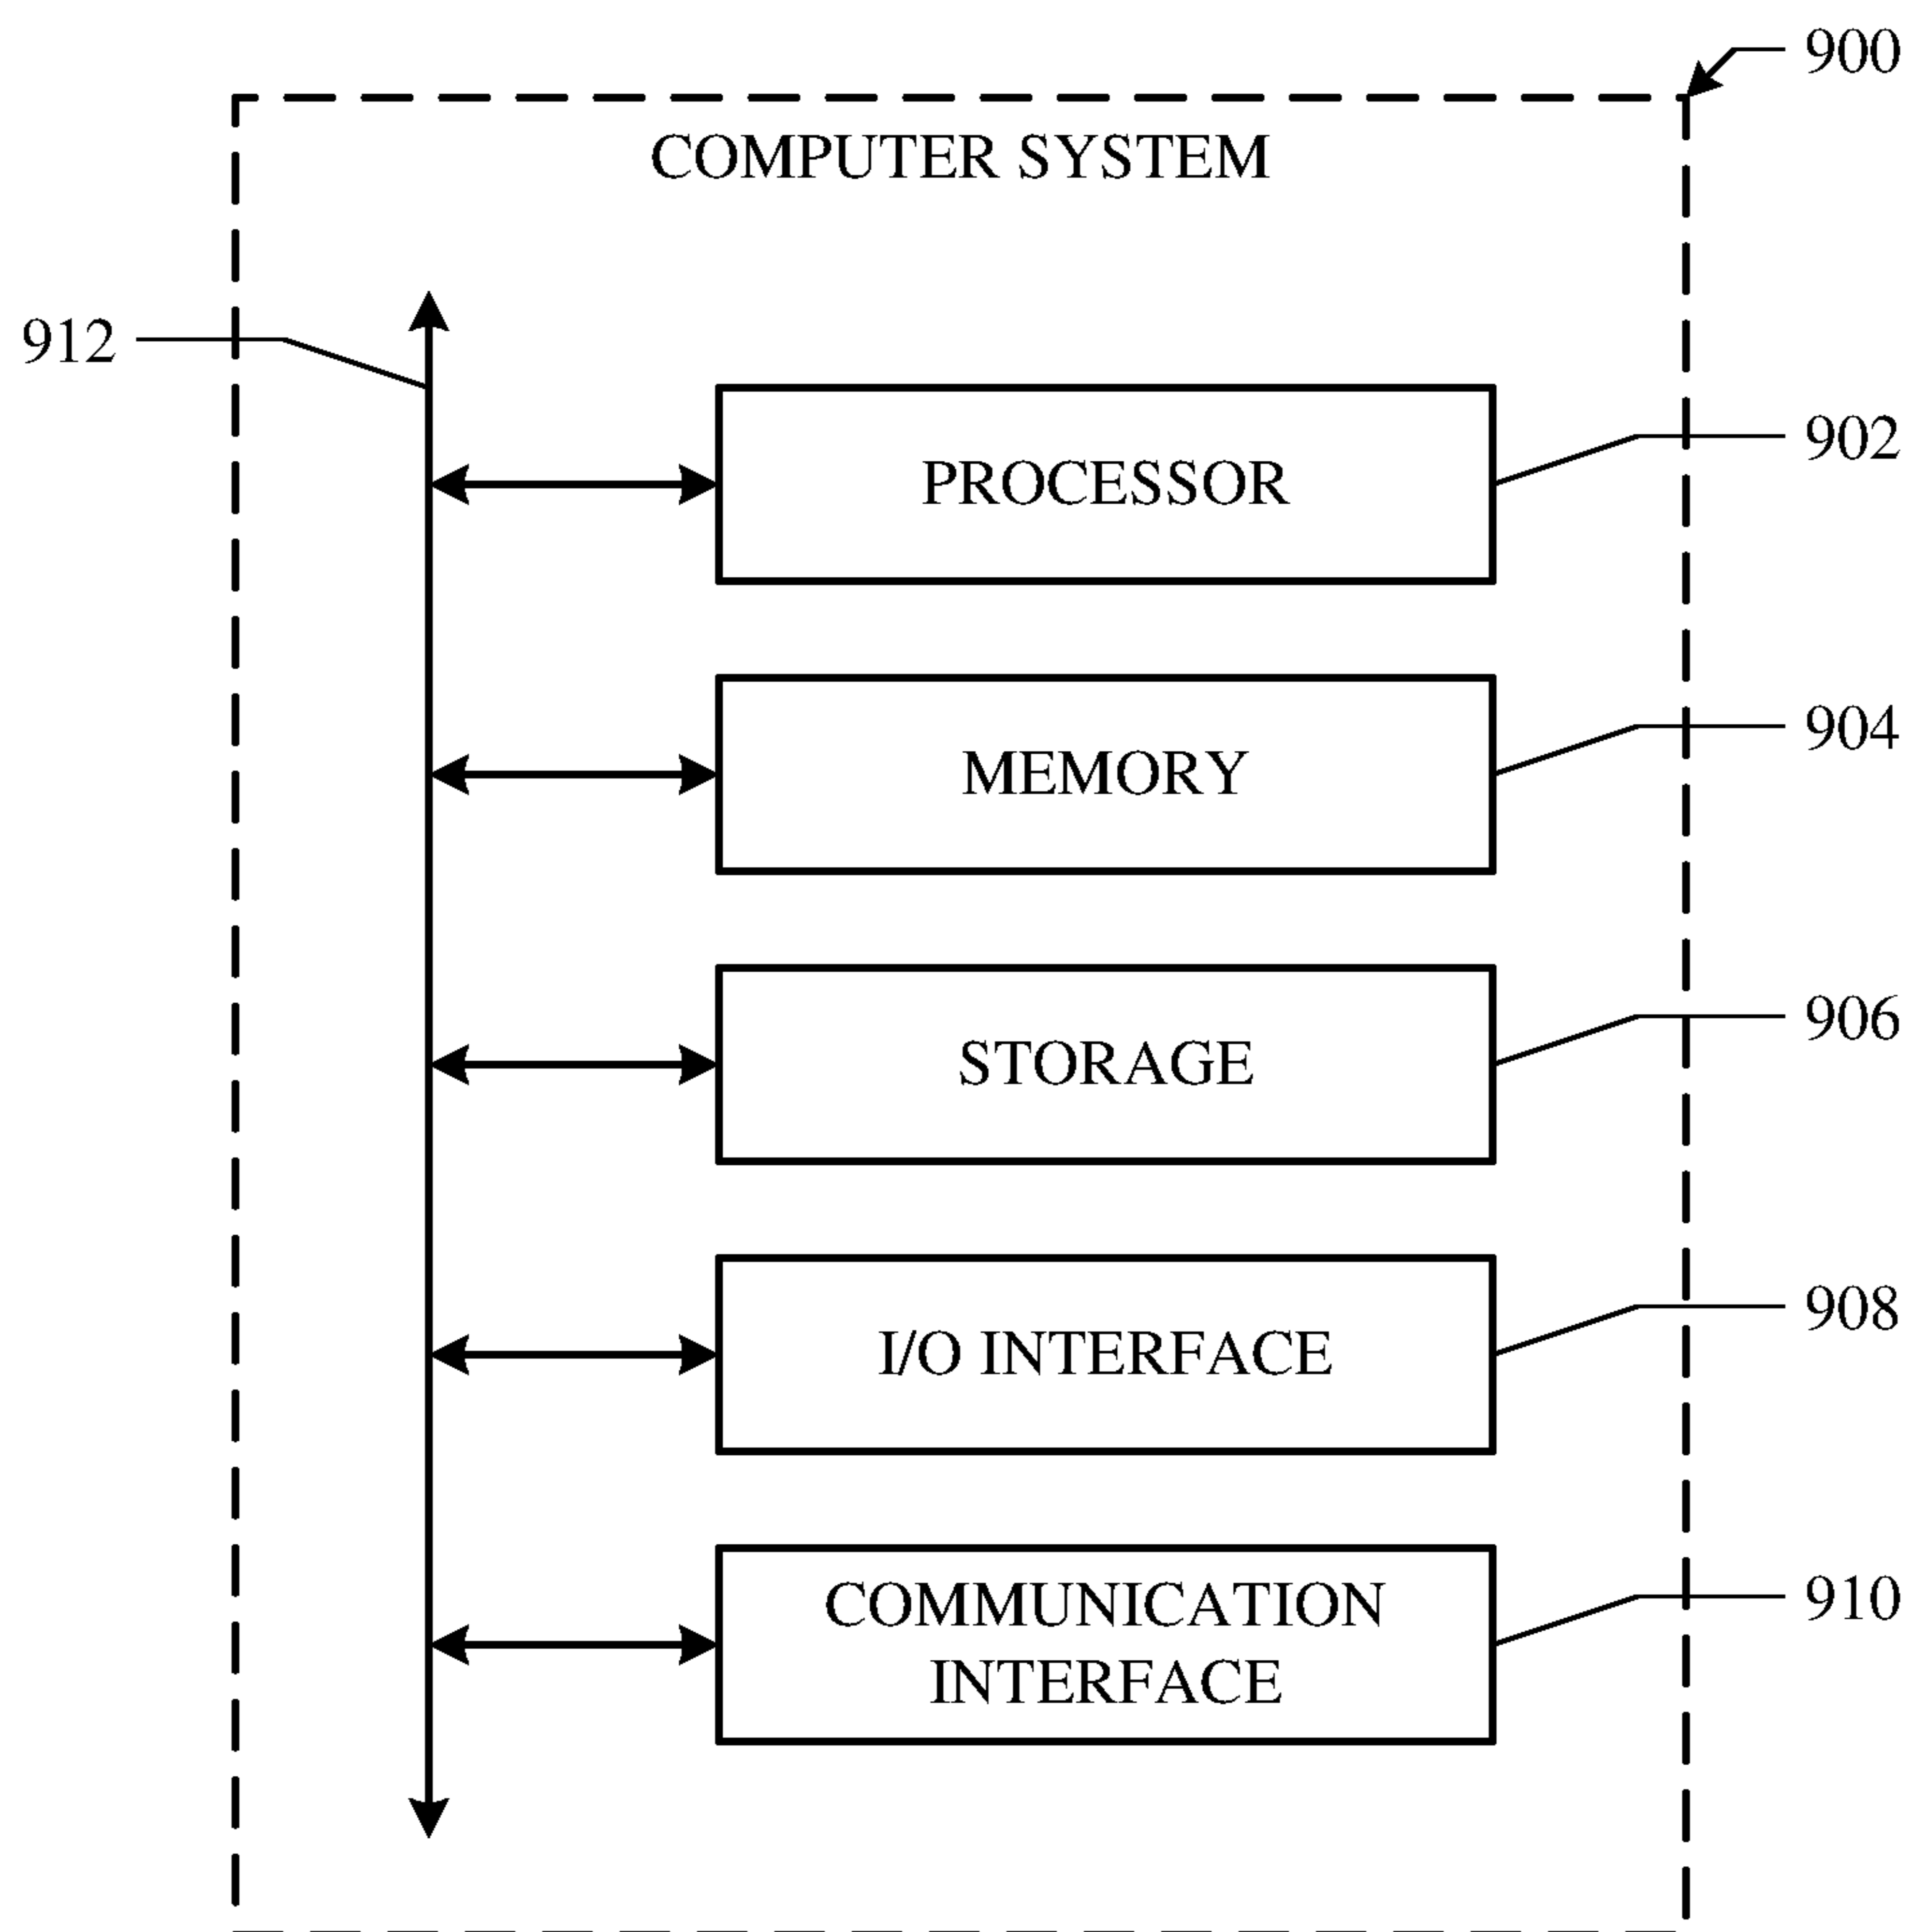 900
COMPUTER SYSTEM
912
PROCESSOR
902
MEMORY
904
STORAGE
906
I/O INTERFACE
908
COMMUNICATION
INTERFACE
910